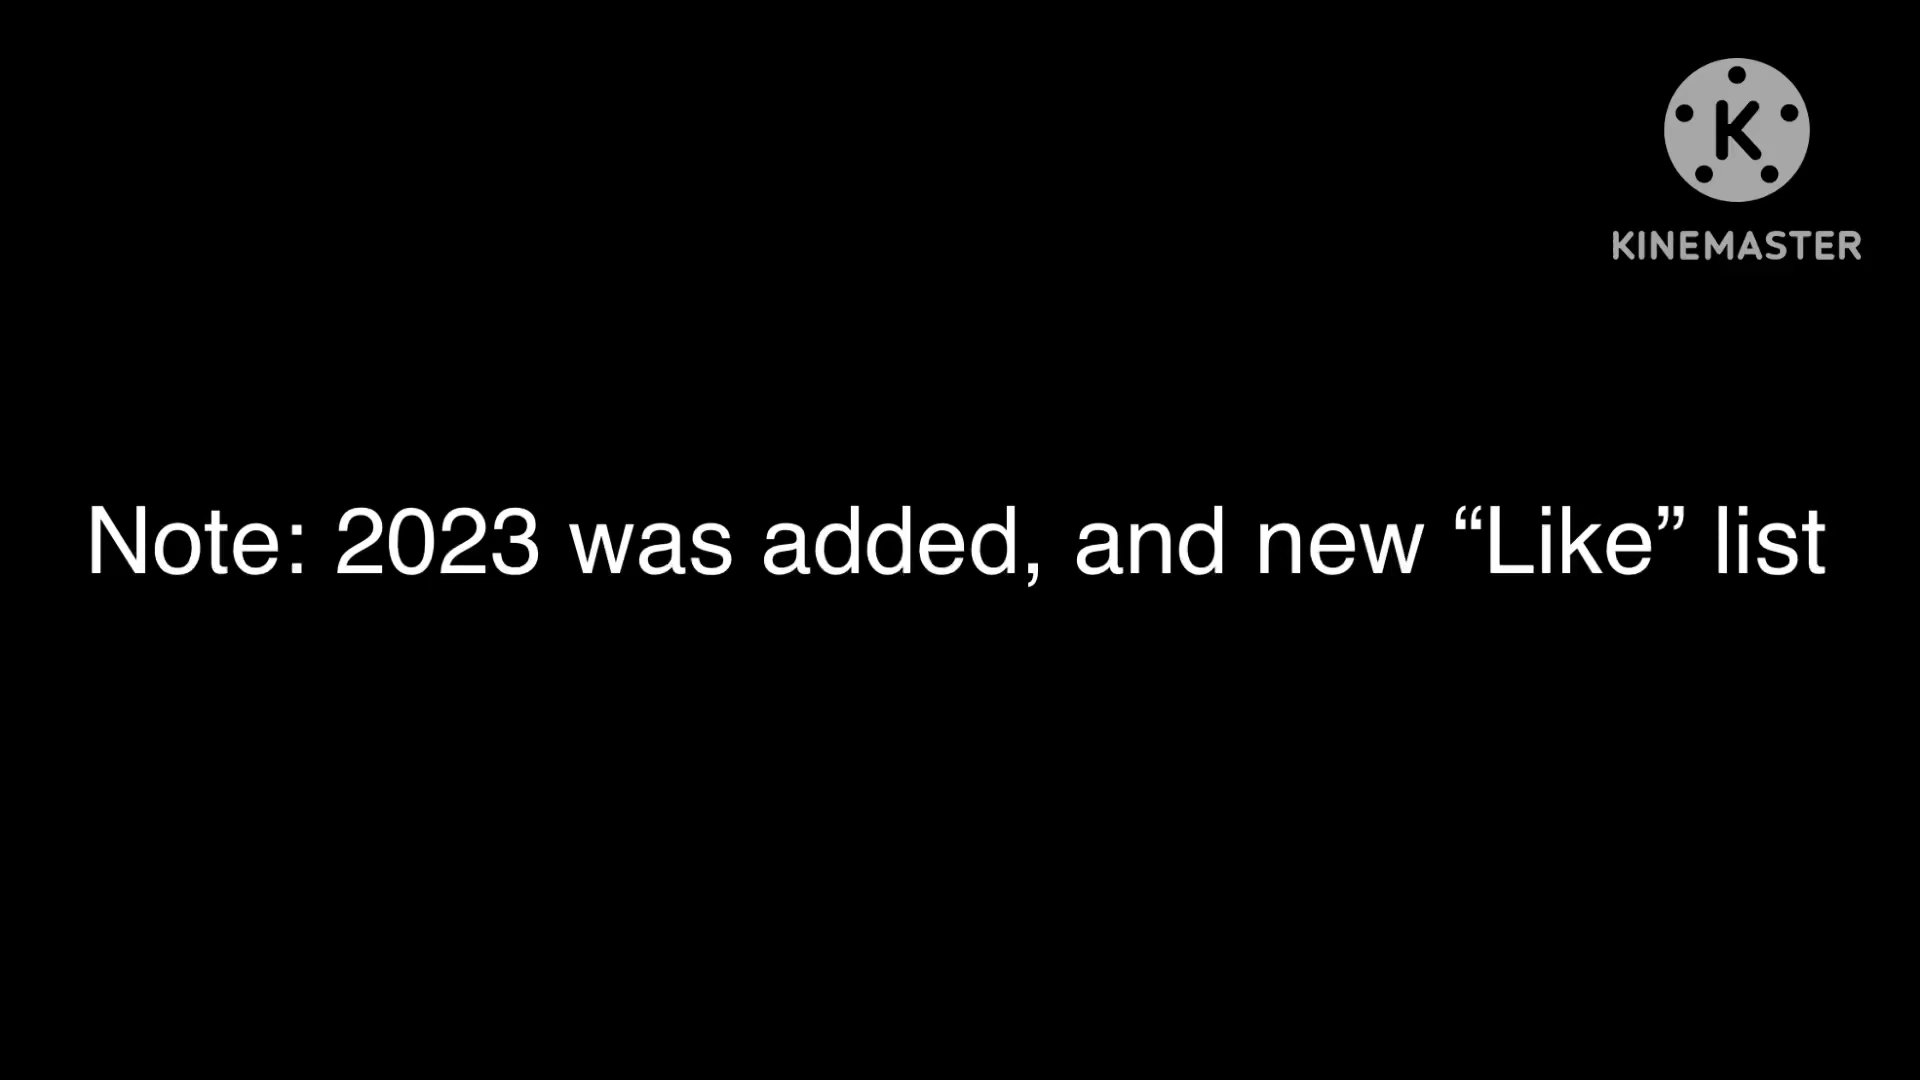 K
KINEMASTER
Note: 2023 was added, and new “Like” list